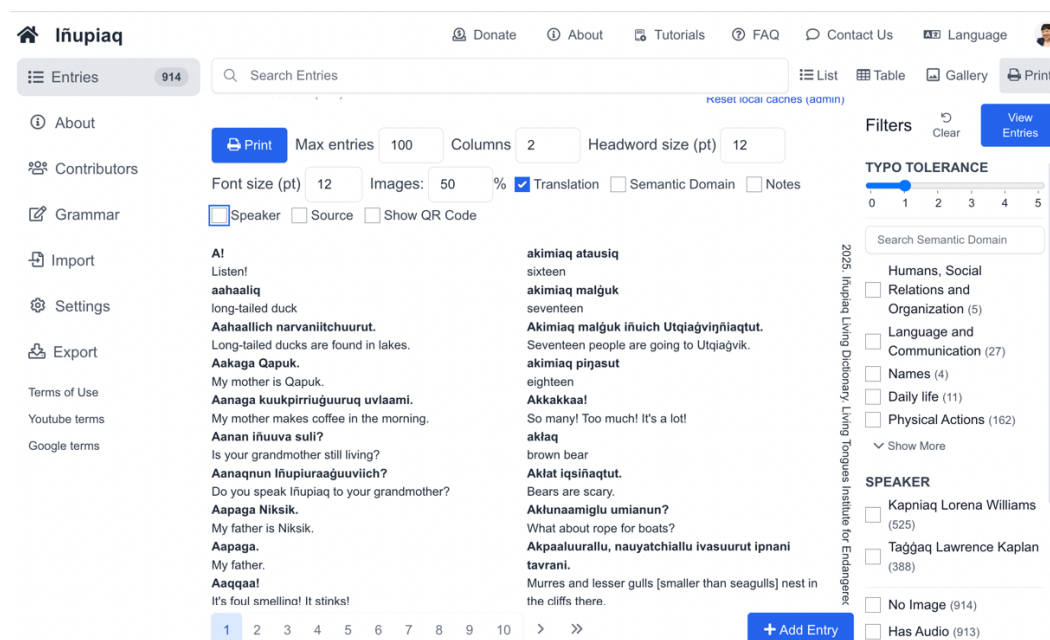 Iñupiaq
Donate
About
Tutorials
FAQ
Contact Us
Language
Entries 914
Search Entries
List
Table
Gallery
Print
About
Contributors
Grammar
Import
Settings
Export
Terms of Use
Youtube terms
Google terms
Reset local caches (admin)
Print Max entries 100 Columns 2 Headword size (pt) 12
Font size (pt) 12 Images: 50 % Translation Semantic Domain Notes
Speaker Source Show QR Code
A!
Listen!
aahaaliq
long-tailed duck
Aahaallich narvaniitchuurut.
Long-tailed ducks are found in lakes.
Aakaga Qapuk.
My mother is Qapuk.
Aanaga kuukpirriuġuuruq uvlaami.
My mother makes coffee in the morning.
Aanan iñuuva suli?
Is your grandmother still living?
Aanaqnun Iñupiuraaġuuviich?
Do you speak Iñupiaq to your grandmother?
Aapaga Niksik.
My father is Niksik.
Aapaga.
My father.
Aaqqaa!
It's foul smelling! It stinks!
akimiaq atausiq
sixteen
akimiaq malġuk
seventeen
Akimiaq malġuk iñuich Utqiaġviŋñiaqtut.
Seventeen people are going to Utqiaġvik.
akimiaq piŋasut
eighteen
Akkakkaa!
So many! Too much! It's a lot!
akłaq
brown bear
Akłat iqsiñaqtut.
Bears are scary.
Akłunaamiglu umianun?
What about rope for boats?
Akpaaluurallu, nauyatchiallu ivasuurut ipnani
tavrani.
Murres and lesser gulls [smaller than seagulls] nest in
the cliffs there.
2025. Iñupiaq Living Dictionary. Living Tongues Institute for Endangered
1 2 3 4 5 6 7 8 9 10
Add Entry
Filters
Clear
View
Entries
TYPO TOLERANCE
0 1 2 3 4 5
Search Semantic Domain
Humans, Social
Relations and
Organization (5)
Language and
Communication (27)
Names (4)
Daily life (11)
Physical Actions (162)
Show More
SPEAKER
Kapniaq Lorena Williams
(525)
Taġġaq Lawrence Kaplan
(388)
No Image (914)
Has Audio (913)